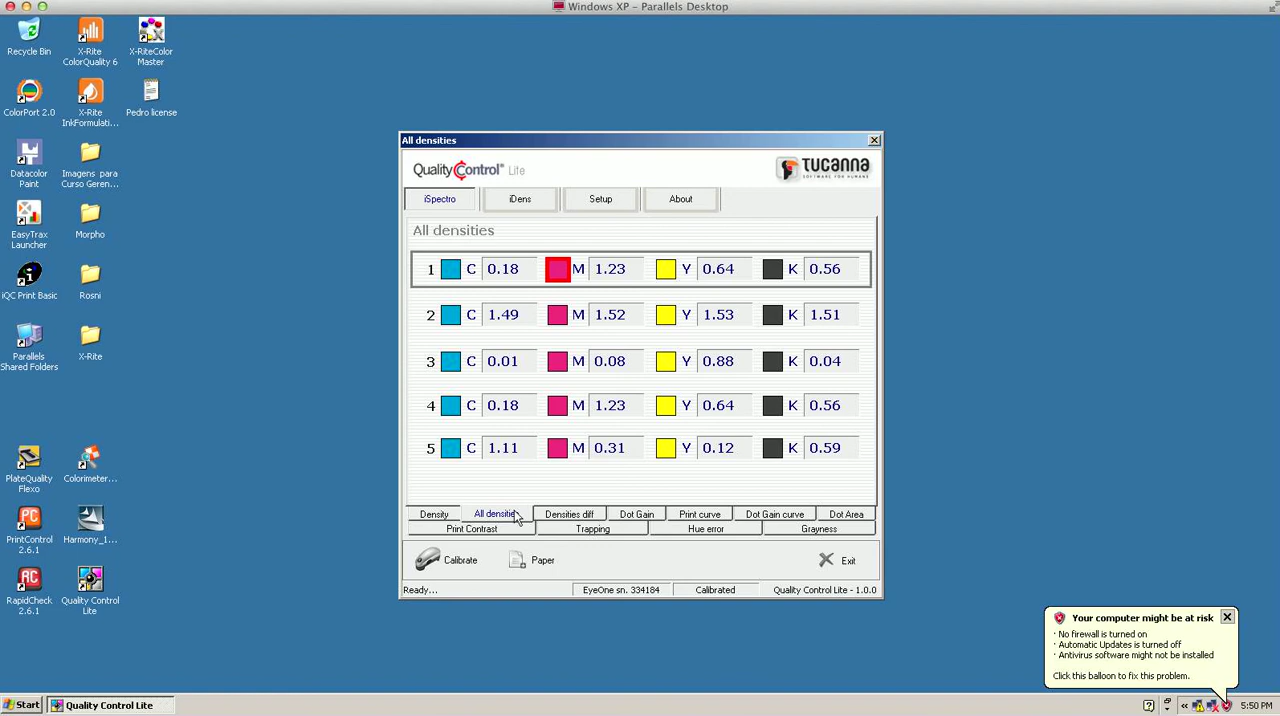 Windows XP - Parallels Desktop
Recycle Bin
X-Rite
ColorQuality 6
X-RiteColor
Master
ColorPort 2.0
X-Rite
InkFormulati...
Pedro license
Datacolor
Paint
Imagens para
Curso Geren...
EasyTrax
Launcher
Morpho
iQC Print Basic
Rosni
Parallels
Shared Folders
X-Rite
PlateQuality
Flexo
Colorimeter...
PrintControl
2.6.1
Harmony_1...
RC
RapidCheck
2.6.1
Quality Control
Lite
All densities
QualityControl® Lite
TUCANNA
SOFTWARE FOR HUMANS
iSpectro iDens Setup About
All densities
1 C 0.18 M 1.23 Y 0.64 K 0.56
2 C 1.49 M 1.52 Y 1.53 K 1.51
3 C 0.01 M 0.08 Y 0.88 K 0.04
4 C 0.18 M 1.23 Y 0.64 K 0.56
5 C 1.11 M 0.31 Y 0.12 K 0.59
Density All densities Densities diff Dot Gain Print curve Dot Gain curve Dot Area
Print Contrast Trapping Hue error Grayness
Calibrate Paper Exit
Ready... EyeOne sn. 334184 Calibrated Quality Control Lite - 1.0.0
Your computer might be at risk
· No firewall is turned on
· Automatic Updates is turned off
· Antivirus software might not be installed
Click this balloon to fix this problem.
Start Quality Control Lite 5:50 PM